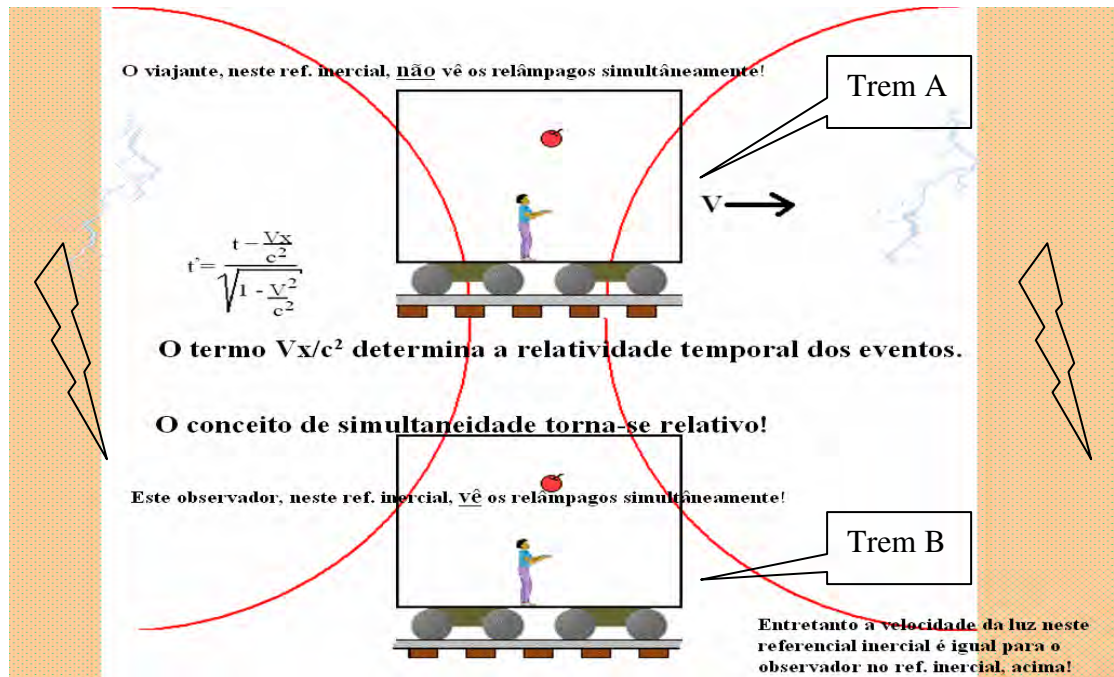 O viajante, neste ref. inercial, não vê os relâmpagos simultâneamente!
Trem A
V
t'= t – Vx/c² / √1 - V²/c²
O termo Vx/c² determina a relatividade temporal dos eventos.
O conceito de simultaneidade torna-se relativo!
Este observador, neste ref. inercial, vê os relâmpagos simultâneamente!
Trem B
Entretanto a velocidade da luz neste
referencial inercial é igual para o
observador no ref. inercial, acima!